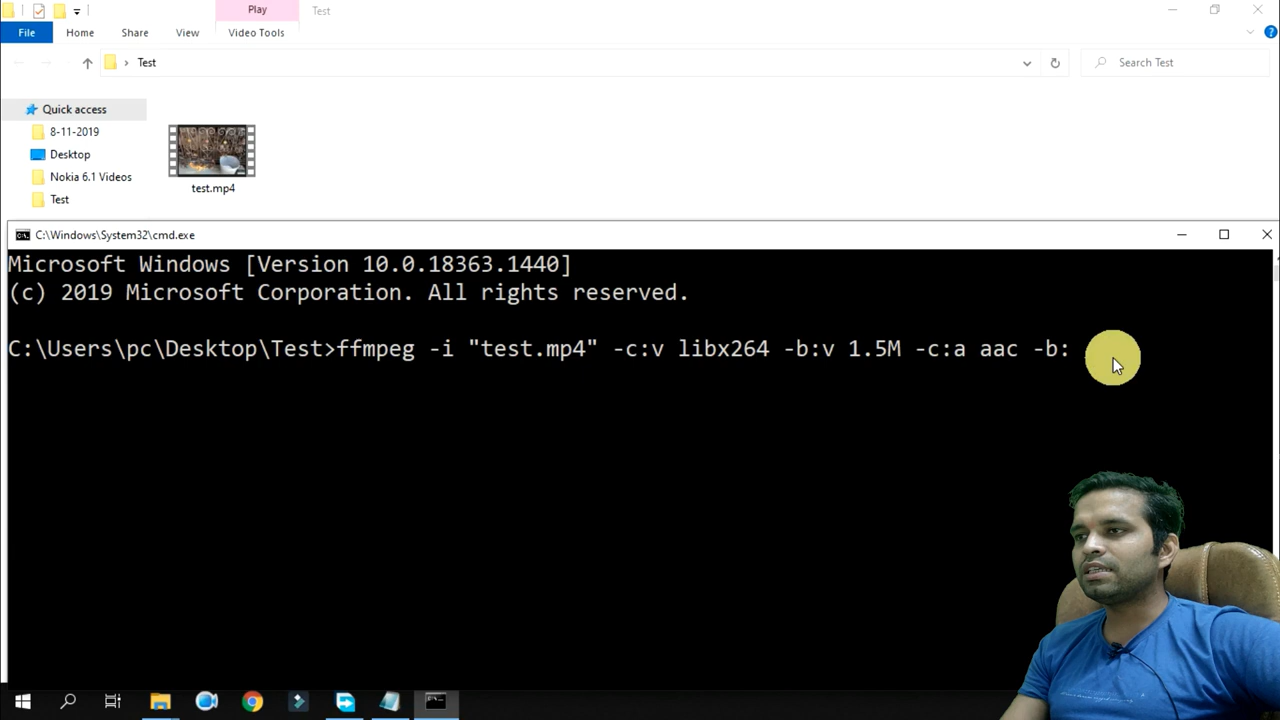 Play
Test
File
Home
Share
View
Video Tools
Test
Search Test
Quick access
8-11-2019
Desktop
Nokia 6.1 Videos
Test
test.mp4
C:\Windows\System32\cmd.exe
Microsoft Windows [Version 10.0.18363.1440]
(c) 2019 Microsoft Corporation. All rights reserved.
C:\Users\pc\Desktop\Test>ffmpeg -i "test.mp4" -c:v libx264 -b:v 1.5M -c:a aac -b: